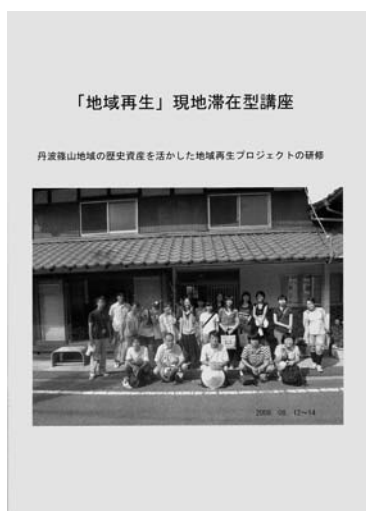 「地域再生」現地滞在型講座
丹波篠山地域の歴史資産を活かした地域再生プロジェクトの研修
2008. 08. 12～14